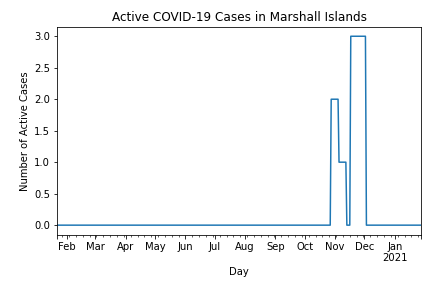 Active COVID-19 Cases in Marshall Islands
Number of Active Cases
3.0
2.5
2.0
1.5
1.0
0.5
0.0
Feb Mar Apr May Jun Jul Aug Sep Oct Nov Dec Jan
2021
Day